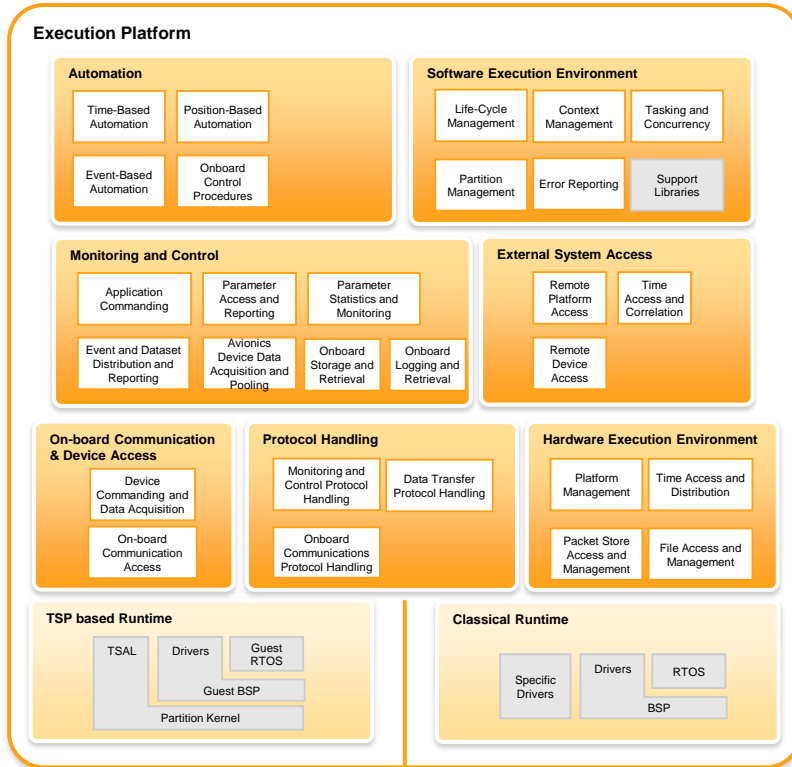 Execution Platform
Automation
Time-Based
Automation
Position-Based
Automation
Event-Based
Automation
Onboard
Control
Procedures
Software Execution Environment
Life-Cycle
Management
Context
Management
Tasking and
Concurrency
Partition
Management
Error Reporting
Support
Libraries
Monitoring and Control
Application
Commanding
Parameter
Access and
Reporting
Parameter
Statistics and
Monitoring
Event and Dataset
Distribution and
Reporting
Avionics
Device Data
Acquisition and
Pooling
Onboard
Storage and
Retrieval
Onboard
Logging and
Retrieval
External System Access
Remote
Platform
Access
Time
Access and
Correlation
Remote
Device
Access
On-board Communication
& Device Access
Device
Commanding and
Data Acquisition
On-board
Communication
Access
Protocol Handling
Monitoring and
Control Protocol
Handling
Data Transfer
Protocol Handling
Onboard
Communications
Protocol Handling
Hardware Execution Environment
Platform
Management
Time Access and
Distribution
Packet Store
Access and
Management
File Access and
Management
TSP based Runtime
TSAL
Drivers
Guest
RTOS
Guest BSP
Partition Kernel
Classical Runtime
Specific
Drivers
Drivers
RTOS
BSP